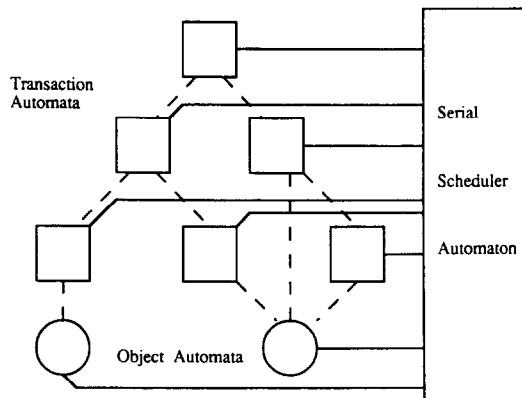 Transaction
Automata
Serial
Scheduler
Automaton
Object Automata